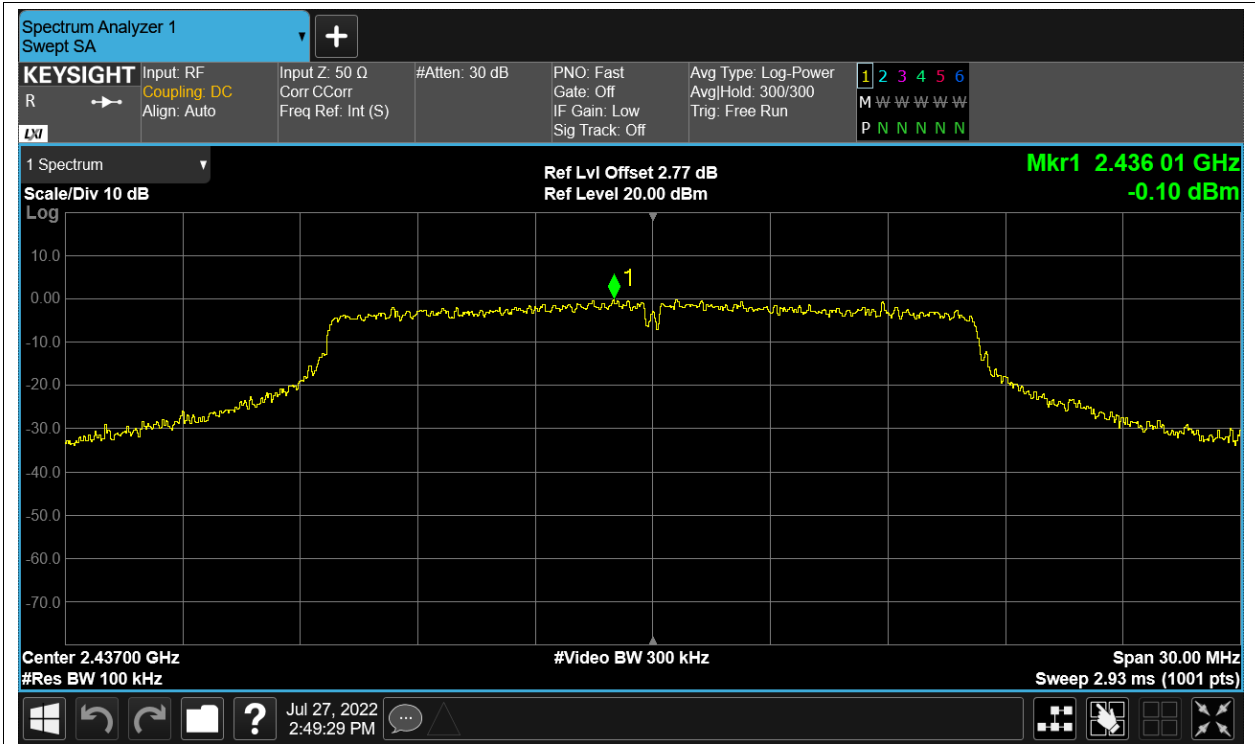 Spectrum Analyzer 1
Swept SA
KEYSIGHT
R
LXI
Input: RF
Coupling: DC
Align: Auto
Input Z: 50 Ω
Corr CCorr
Freq Ref: Int (S)
#Atten: 30 dB
PNO: Fast
Gate: Off
IF Gain: Low
Sig Track: Off
Avg Type: Log-Power
Avg|Hold: 300/300
Trig: Free Run
1 2 3 4 5 6
M W W W W W
P N N N N N
1 Spectrum
Scale/Div 10 dB
Log
Ref Lvl Offset 2.77 dB
Ref Level 20.00 dBm
Mkr1 2.436 01 GHz
-0.10 dBm
1
10.0
0.00
-10.0
-20.0
-30.0
-40.0
-50.0
-60.0
-70.0
Center 2.43700 GHz
#Res BW 100 kHz
#Video BW 300 kHz
Span 30.00 MHz
Sweep 2.93 ms (1001 pts)
?
Jul 27, 2022
2:49:29 PM